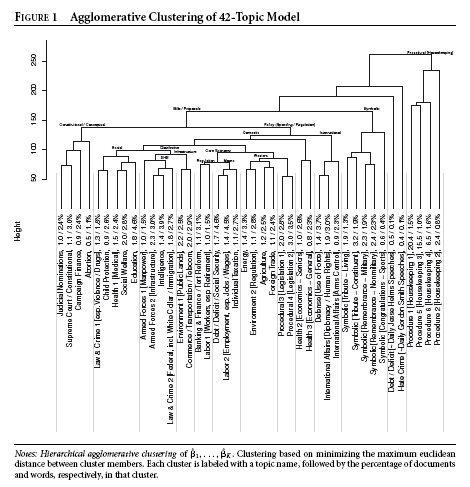 FIGURE 1 Agglomerative Clustering of 42-Topic Model
Procedural [Housekeeping]
Bills / Proposals
Symbolic
Constitutional / Conceptual
Policy (Spending / Regulation)
Domestic
International
Social
Distributive
Infrastructure
Core Economy
DHS
Western
Regulation
Macro
250
200
150
100
50
Height
Judicial Nominations [1.0/2.4%]
Supreme Court / Constitutional [1.1/3.0%]
Campaign Finance [0.9/2.4%]
Abortion [0.5/1.1%]
Law & Crime 1 [esp. Violence / Drugs] [1.3/1.8%]
Child Protection [0.9/2.6%]
Health 1 [Medical] [1.5/2.4%]
Social Welfare [2.0/2.8%]
Education [1.8/4.6%]
Armed Forces 1 [Manpower] [1.0/1.5%]
Armed Forces 2 [Infrastructure] [2.3/3.0%]
Intelligence [1.4/3.9%]
Law & Crime 2 [Federal, incl. White Collar / Immigration] [1.8/2.7%]
Environment 1 [Public Lands] [2.2/2.5%]
Commerce / Transportation / Telecom [2.0/2.9%]
Banking & Finance / Corporate [1.1/3.1%]
Labor 1 [Workers, esp. Retirement] [1.0/1.5%]
Debt / Deficit / Social Security [1.7/4.6%]
Labor 2 [Employment, esp. Jobs / Wages] [1.4/4.5%]
Individual Taxation [1.1/2.7%]
Energy [1.4/3.3%]
Environment 2 [Regulation] [1.1/2.8%]
Agriculture [1.2/2.5%]
Foreign Trade [1.1/2.4%]
Procedural 3 [Legislation 1] [2.0/2.8%]
Procedural 4 [Legislation 2] [3.0/3.5%]
Health 2 [Economics - Seniors] [1.0/2.6%]
Health 3 [Economics - General] [0.8/2.3%]
Defense [Use of Force] [1.4/3.7%]
International Affairs [Diplomacy / Human Rights] [1.9/3.0%]
International Affairs [Arms Control] [0.9/2.3%]
Symbolic [Tribute - Living] [1.9/1.3%]
Symbolic [Tribute - Constituent] [3.2/1.9%]
Symbolic [Remembrance - Military] [2.3/1.9%]
Symbolic [Remembrance - Nonmilitary] [2.4/2.2%]
Symbolic [Congratulations - Sports] [0.6/0.4%]
Debt / Deficit [~Daily Jesse Helms Speeches] [0.5/0.1%]
Hate Crime [~Daily Gordon Smith Speeches] [0.4/0.1%]
Procedure 1 [Housekeeping 1] [20.4/1.5%]
Procedure 5 [Housekeeping 3] [15.5/1.0%]
Procedure 6 [Housekeeping 4] [6.5/1.6%]
Procedure 2 [Housekeeping 2] [2.4/0.8%]
Notes: Hierarchical agglomerative clustering of β̂₁, . . . , β̂K. Clustering based on minimizing the maximum euclidean
distance between cluster members. Each cluster is labeled with a topic name, followed by the percentage of documents
and words, respectively, in that cluster.